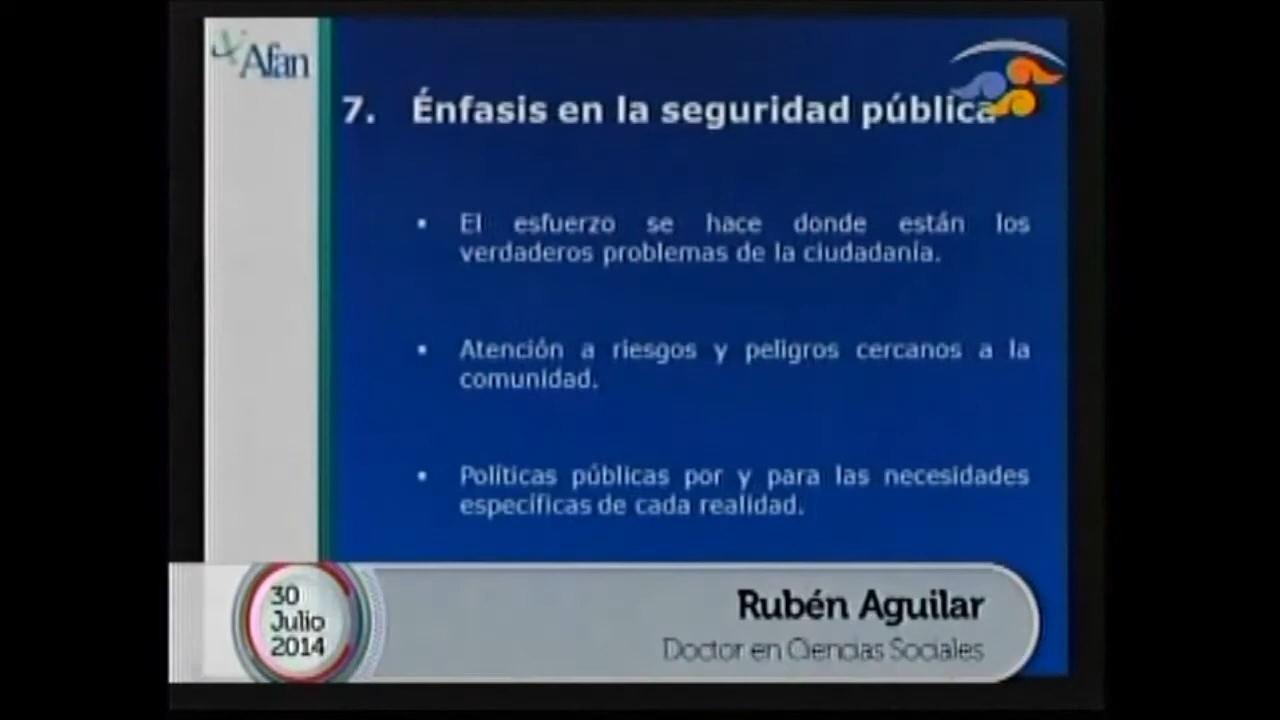 Afan
7. Énfasis en la seguridad pública
▪ El esfuerzo se hace donde están los
verdaderos problemas de la ciudadanía.
▪ Atención a riesgos y peligros cercanos a la
comunidad.
▪ Políticas públicas por y para las necesidades
específicas de cada realidad.
30
Julio
2014
Rubén Aguilar
Doctor en Ciencias Sociales